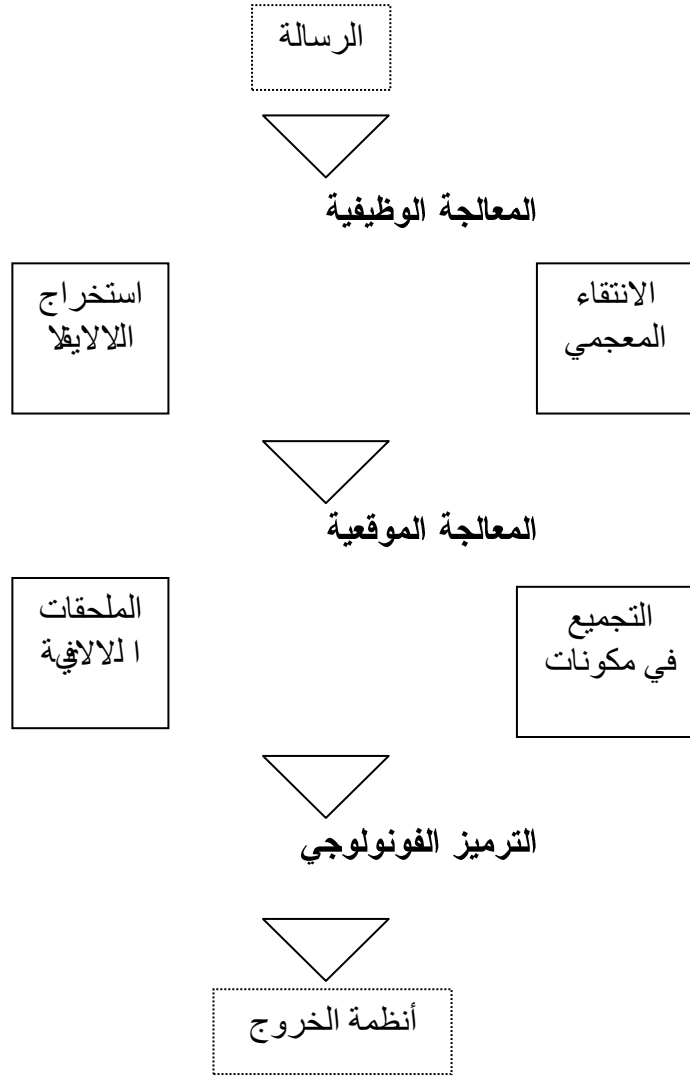 الرسالة
المعالجة الوظيفية
الانتقاء
المعجمي
استخراج
المعالجة الموقعية
التجميع
في مكونات
الملحقات
الترميز الفونولوجي
أنظمة الخروج